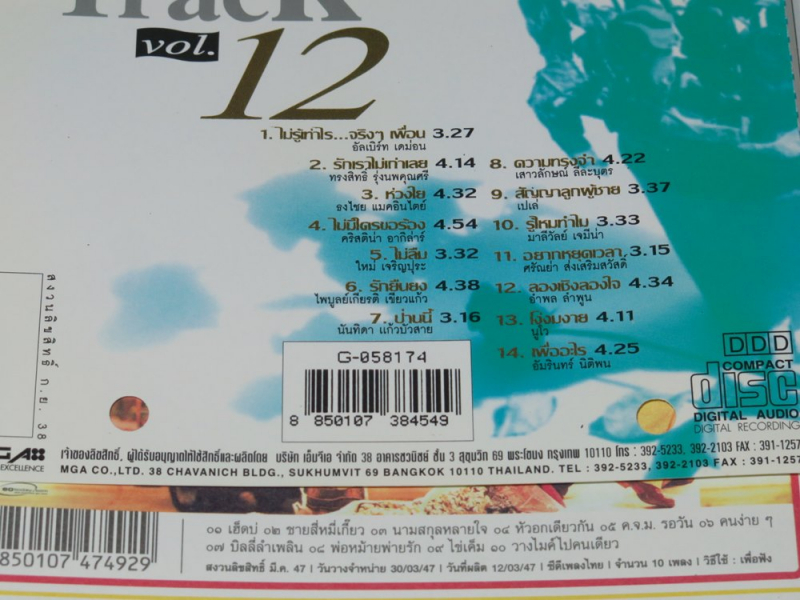 Track
vol. 12
1. ไม่รู้เท่าไร...จริงๆ เพื่อน 3.27
อัลเบิร์ท เดม่อน
2. รักเราไม่เท่าเลย 4.14
ทรงสิทธิ์ รุ่งนพคุณศรี
3. ห่วงใย 4.32
ธงไชย แมคอินไตย์
4. ไม่มีใครขอร้อง 4.54
คริสติน่า อากีล่าร์
5. ไม่ลืม 3.32
ใหม่ เจริญปุระ
6. รักยืนยง 4.38
ไพบูลย์เกียรติ เขียวแก้ว
7. ม่านนี้ 3.16
นันทิดา แก้วบัวสาย
8. ความทรงจำ 4.22
เสาวลักษณ์ ลีละบุตร
9. สัญญาลูกผู้ชาย 3.37
เปเล่
10. รู้ไหมทำไม 3.33
มาลีวัลย์ เจมีน่า
11. อยากหยุดเวลา 3.15
ศรัณย่า ส่งเสริมสวัสดิ์
12. ลองเชิงลองใจ 4.34
อำพล ลำพูน
13. โง่งมงาย 4.11
นูโว
14. เพื่ออะไร 4.25
อัมรินทร์ นิติพน
สงวนลิขสิทธิ์ ก.ย. 38
G-058174
8 850107 384549
DDD
COMPACT
disc
DIGITAL AUDIO
DIGITAL RECORDING
GA
EXCELLENCE
เจ้าของลิขสิทธิ์, ผู้ได้รับอนุญาตให้ใช้สิทธิ์และผลิตโดย บริษัท เอ็มจีเอ จำกัด 38 อาคารชวนิชย์ ชั้น 3 สุขุมวิท 69 พระโขนง กรุงเทพ 10110 โทร : 392-5233, 392-2103 FAX : 391-1257
MGA CO.,LTD. 38 CHAVANICH BLDG., SUKHUMVIT 69 BANGKOK 10110 THAILAND. TEL : 392-5233, 392-2103 FAX : 391-1257
850107 474929
๐๑ เฮ็ดบ่ ๐๒ ชายสี่หมี่เกี๊ยว ๐๓ นามสกุลหลายใจ ๐๔ หัวอกเดียวกัน ๐๕ ค.จ.ม. รอวัน ๐๖ คนง่าย ๆ
๐๗ บิลลี่ลำเพลิน ๐๘ พ่อหม้ายพ่ายรัก ๐๙ ไข่เค็ม ๑๐ วางไมค์ไปคนเดียว
สงวนลิขสิทธิ์ มี.ค. 47 | วันวางจำหน่าย 30/03/47 | วันที่ผลิต 12/03/47 | ซีดีเพลงไทย | จำนวน 10 เพลง | วิธีใช้ : เพื่อฟัง